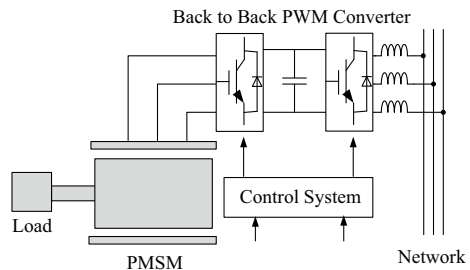 Back to Back PWM Converter
Control System
Load
PMSM
Network